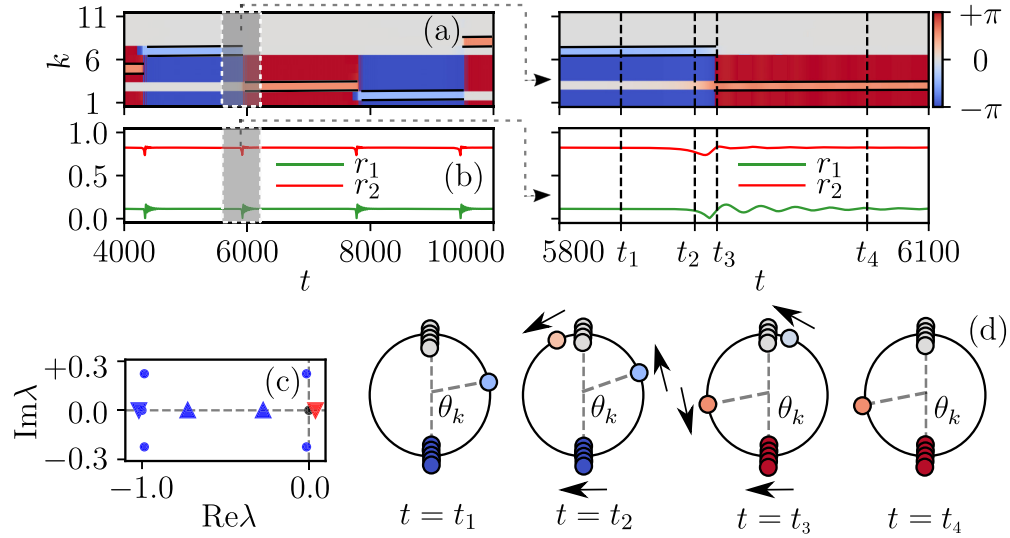 11
6
1
k
(a)
+π
0
−π
1.0
0.5
0.0
r1
r2
(b)
r1
r2
4000
6000
8000
10000
t
5800
t1
t2
t3
t
t4
6100
+0.3
0.0
−0.3
Imλ
(c)
−1.0
0.0
Reλ
(d)
θk
θk
θk
θk
t = t1
t = t2
t = t3
t = t4